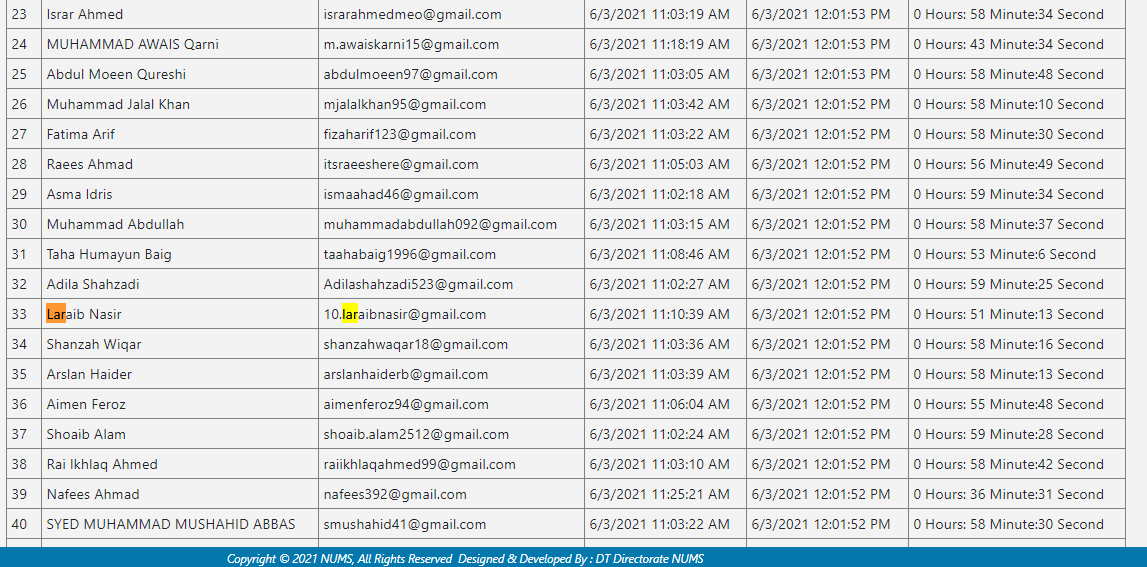 23 Israr Ahmed israrahmedmeo@gmail.com 6/3/2021 11:03:19 AM 6/3/2021 12:01:53 PM 0 Hours: 58 Minute:34 Second
24 MUHAMMAD AWAIS Qarni m.awaiskarni15@gmail.com 6/3/2021 11:18:19 AM 6/3/2021 12:01:53 PM 0 Hours: 43 Minute:34 Second
25 Abdul Moeen Qureshi abdulmoeen97@gmail.com 6/3/2021 11:03:05 AM 6/3/2021 12:01:53 PM 0 Hours: 58 Minute:48 Second
26 Muhammad Jalal Khan mjalalkhan95@gmail.com 6/3/2021 11:03:42 AM 6/3/2021 12:01:52 PM 0 Hours: 58 Minute:10 Second
27 Fatima Arif fizaharif123@gmail.com 6/3/2021 11:03:22 AM 6/3/2021 12:01:52 PM 0 Hours: 58 Minute:30 Second
28 Raees Ahmad itsraeeshere@gmail.com 6/3/2021 11:05:03 AM 6/3/2021 12:01:52 PM 0 Hours: 56 Minute:49 Second
29 Asma Idris ismaahad46@gmail.com 6/3/2021 11:02:18 AM 6/3/2021 12:01:52 PM 0 Hours: 59 Minute:34 Second
30 Muhammad Abdullah muhammadabdullah092@gmail.com 6/3/2021 11:03:15 AM 6/3/2021 12:01:52 PM 0 Hours: 58 Minute:37 Second
31 Taha Humayun Baig taahabaig1996@gmail.com 6/3/2021 11:08:46 AM 6/3/2021 12:01:52 PM 0 Hours: 53 Minute:6 Second
32 Adila Shahzadi Adilashahzadi523@gmail.com 6/3/2021 11:02:27 AM 6/3/2021 12:01:52 PM 0 Hours: 59 Minute:25 Second
33 Laraib Nasir 10.laraibnasir@gmail.com 6/3/2021 11:10:39 AM 6/3/2021 12:01:52 PM 0 Hours: 51 Minute:13 Second
34 Shanzah Wiqar shanzahwaqar18@gmail.com 6/3/2021 11:03:36 AM 6/3/2021 12:01:52 PM 0 Hours: 58 Minute:16 Second
35 Arslan Haider arslanhaiderb@gmail.com 6/3/2021 11:03:39 AM 6/3/2021 12:01:52 PM 0 Hours: 58 Minute:13 Second
36 Aimen Feroz aimenferoz94@gmail.com 6/3/2021 11:06:04 AM 6/3/2021 12:01:52 PM 0 Hours: 55 Minute:48 Second
37 Shoaib Alam shoaib.alam2512@gmail.com 6/3/2021 11:02:24 AM 6/3/2021 12:01:52 PM 0 Hours: 59 Minute:28 Second
38 Rai Ikhlaq Ahmed raiikhlaqahmed99@gmail.com 6/3/2021 11:03:10 AM 6/3/2021 12:01:52 PM 0 Hours: 58 Minute:42 Second
39 Nafees Ahmad nafees392@gmail.com 6/3/2021 11:25:21 AM 6/3/2021 12:01:52 PM 0 Hours: 36 Minute:31 Second
40 SYED MUHAMMAD MUSHAHID ABBAS smushahid41@gmail.com 6/3/2021 11:03:22 AM 6/3/2021 12:01:52 PM 0 Hours: 58 Minute:30 Second
Copyright © 2021 NUMS, All Rights Reserved Designed & Developed By : DT Directorate NUMS